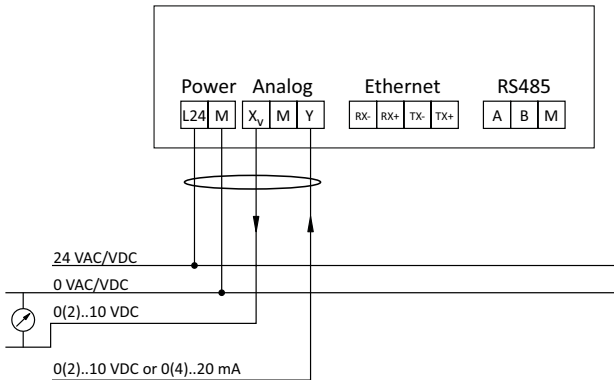 Power Analog Ethernet RS485
L24 M Xv M Y RX- RX+ TX- TX+ A B M
24 VAC/VDC
0 VAC/VDC
0(2)..10 VDC
0(2)..10 VDC or 0(4)..20 mA